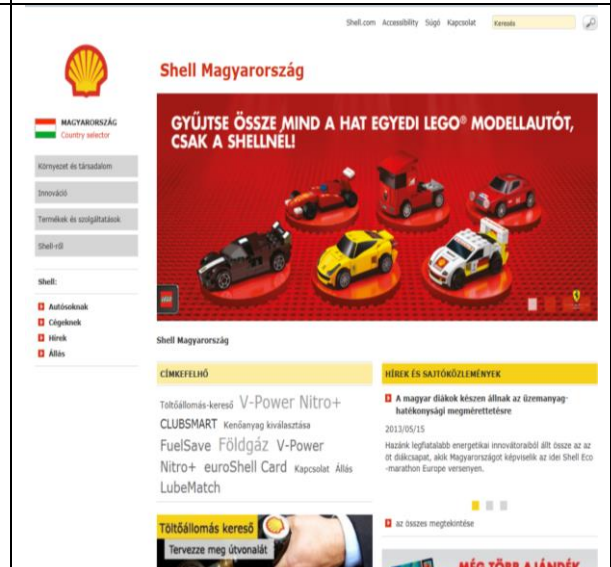 Shell.com Accessibility Súgó Kapcsolat Keresés
Shell Magyarország
MAGYARORSZÁG
Country selector
Környezet és társadalom
Innováció
Termékek és szolgáltatások
Shell-ről
Shell:
Autósoknak
Cégeknek
Hírek
Állás
GYŰJTSE ÖSSZE MIND A HAT EGYEDI LEGO® MODELLAUTÓT,
CSAK A SHELLNÉL!
LEGO
Shell Magyarország
CÍMKEFELHŐ
Töltőállomás-kereső V-Power Nitro+
CLUBSMART Kenőanyag kiválasztása
FuelSave Földgáz V-Power
Nitro+ euroShell Card Kapcsolat Állás
LubeMatch
Töltőállomás kereső
Tervezze meg útvonalát
HÍREK ÉS SAJTÓKÖZLEMÉNYEK
A magyar diákok készen állnak az üzemanyag-
hatékonysági megmérettetésre
2013/05/15
Hazánk legfiatalabb energetikai innovátoraiból állt össze az az
öt diákcsapat, akik Magyarországot képviselik az idei Shell Eco
-marathon Europe versenyen.
az összes megtekintése
MÉG TÖBB AJÁNDÉK